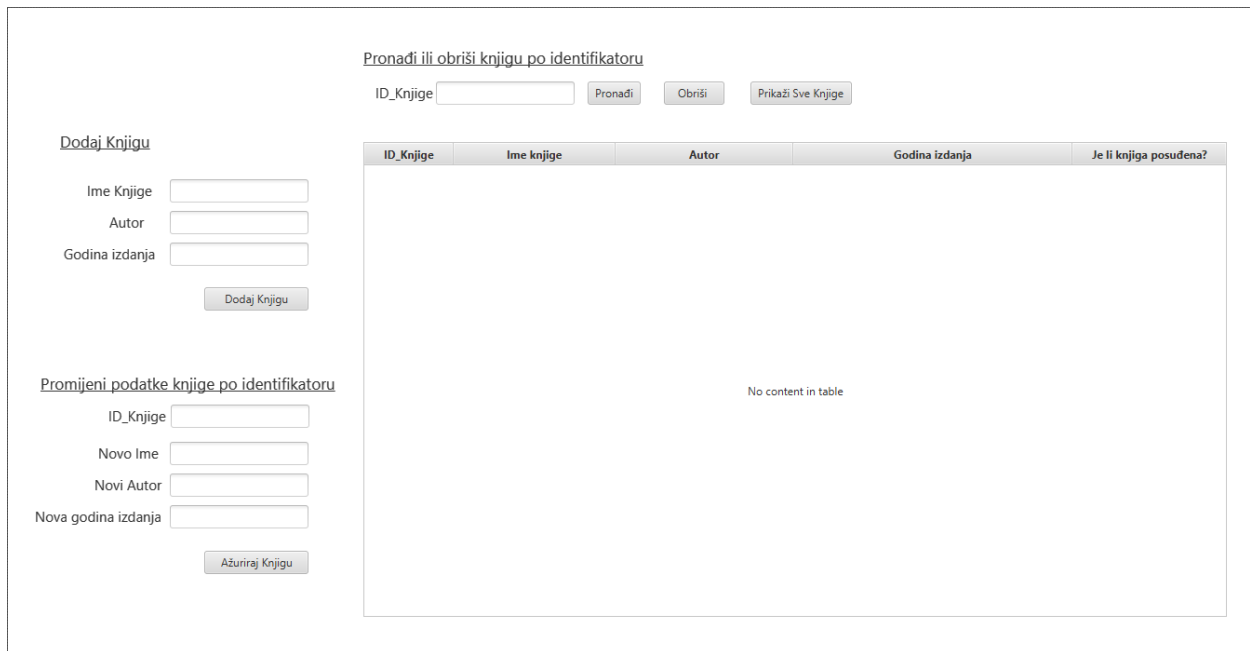 Pronađi ili obriši knjigu po identifikatoru
ID_Knjige Pronađi Obriši Prikaži Sve Knjige
Dodaj Knjigu
Ime Knjige
Autor
Godina izdanja
Dodaj Knjigu
Promijeni podatke knjige po identifikatoru
ID_Knjige
Novo Ime
Novi Autor
Nova godina izdanja
Ažuriraj Knjigu
ID_Knjige Ime knjige Autor Godina izdanja Je li knjiga posuđena?
No content in table